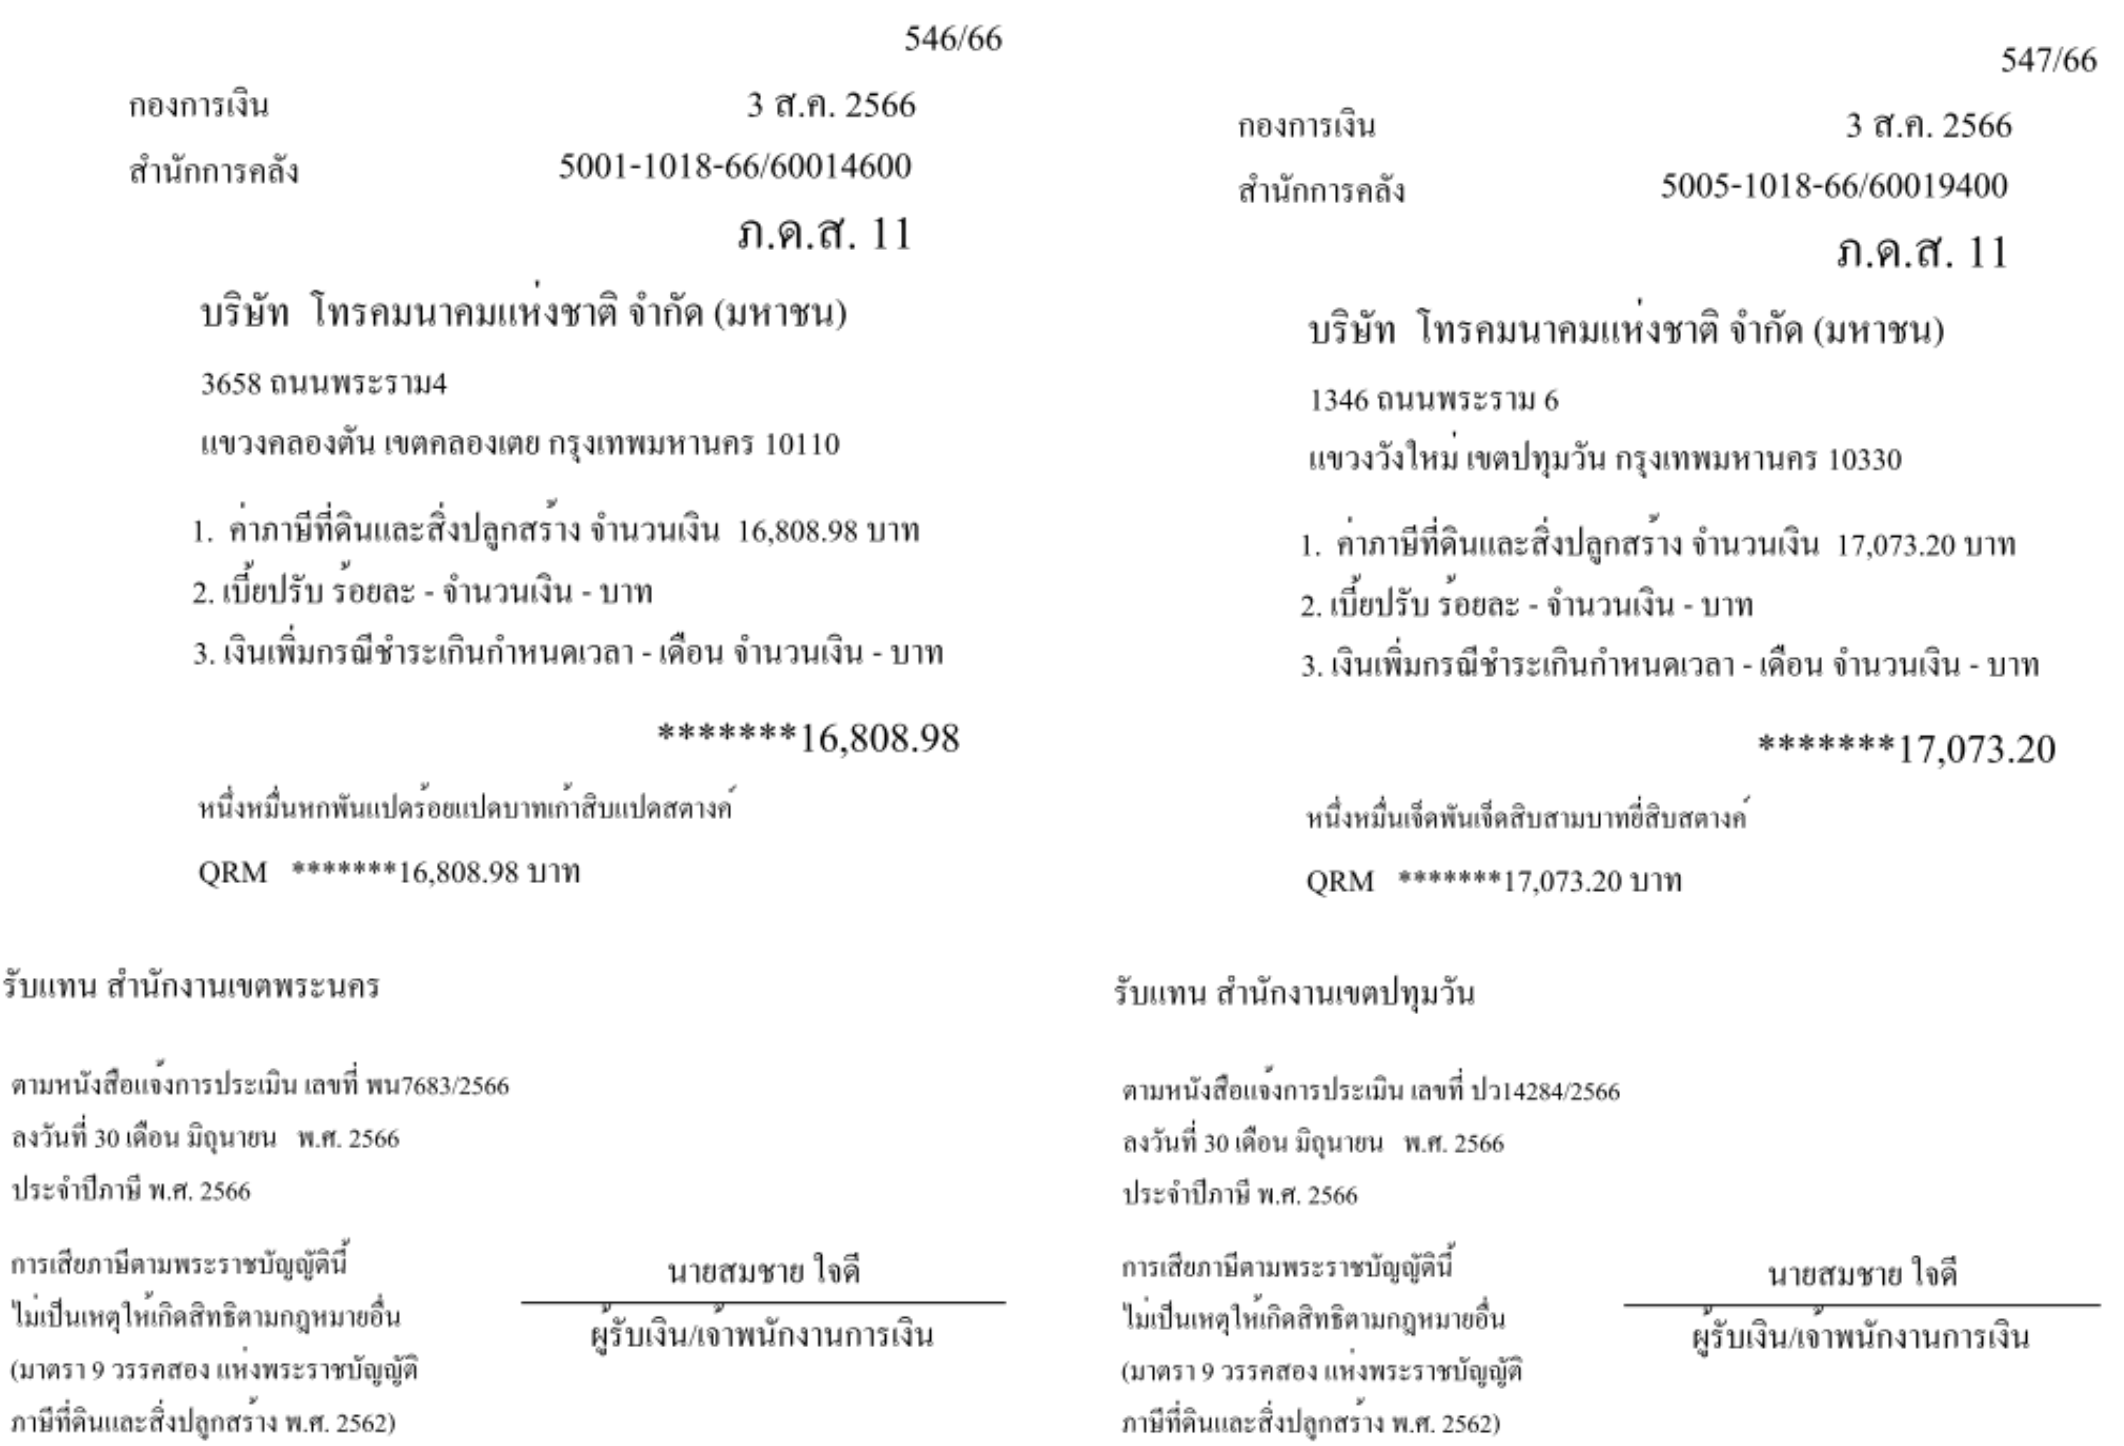 546/66
กองการเงิน 3 ส.ค. 2566
สำนักการคลัง 5001-1018-66/60014600
ภ.ด.ส. 11
บริษัท โทรคมนาคมแห่งชาติ จำกัด (มหาชน)
3658 ถนนพระราม4
แขวงคลองตัน เขตคลองเตย กรุงเทพมหานคร 10110
1. ค่าภาษีที่ดินและสิ่งปลูกสร้าง จำนวนเงิน 16,808.98 บาท
2. เบี้ยปรับ ร้อยละ - จำนวนเงิน - บาท
3. เงินเพิ่มกรณีชำระเกินกำหนดเวลา - เดือน จำนวนเงิน - บาท
*******16,808.98
หนึ่งหมื่นหกพันแปดร้อยแปดบาทเก้าสิบแปดสตางค์
QRM *******16,808.98 บาท
รับแทน สำนักงานเขตพระนคร
ตามหนังสือแจ้งการประเมิน เลขที่ พน7683/2566
ลงวันที่ 30 เดือน มิถุนายน พ.ศ. 2566
ประจำปีภาษี พ.ศ. 2566
การเสียภาษีตามพระราชบัญญัตินี้
ไม่เป็นเหตุให้เกิดสิทธิตามกฎหมายอื่น
(มาตรา 9 วรรคสอง แห่งพระราชบัญญัติ
ภาษีที่ดินและสิ่งปลูกสร้าง พ.ศ. 2562)
นายสมชาย ใจดี
ผู้รับเงิน/เจ้าพนักงานการเงิน
547/66
กองการเงิน 3 ส.ค. 2566
สำนักการคลัง 5005-1018-66/60019400
ภ.ด.ส. 11
บริษัท โทรคมนาคมแห่งชาติ จำกัด (มหาชน)
1346 ถนนพระราม 6
แขวงวังใหม่ เขตปทุมวัน กรุงเทพมหานคร 10330
1. ค่าภาษีที่ดินและสิ่งปลูกสร้าง จำนวนเงิน 17,073.20 บาท
2. เบี้ยปรับ ร้อยละ - จำนวนเงิน - บาท
3. เงินเพิ่มกรณีชำระเกินกำหนดเวลา - เดือน จำนวนเงิน - บาท
*******17,073.20
หนึ่งหมื่นเจ็ดพันเจ็ดสิบสามบาทยี่สิบสตางค์
QRM *******17,073.20 บาท
รับแทน สำนักงานเขตปทุมวัน
ตามหนังสือแจ้งการประเมิน เลขที่ ปว14284/2566
ลงวันที่ 30 เดือน มิถุนายน พ.ศ. 2566
ประจำปีภาษี พ.ศ. 2566
การเสียภาษีตามพระราชบัญญัตินี้
ไม่เป็นเหตุให้เกิดสิทธิตามกฎหมายอื่น
(มาตรา 9 วรรคสอง แห่งพระราชบัญญัติ
ภาษีที่ดินและสิ่งปลูกสร้าง พ.ศ. 2562)
นายสมชาย ใจดี
ผู้รับเงิน/เจ้าพนักงานการเงิน